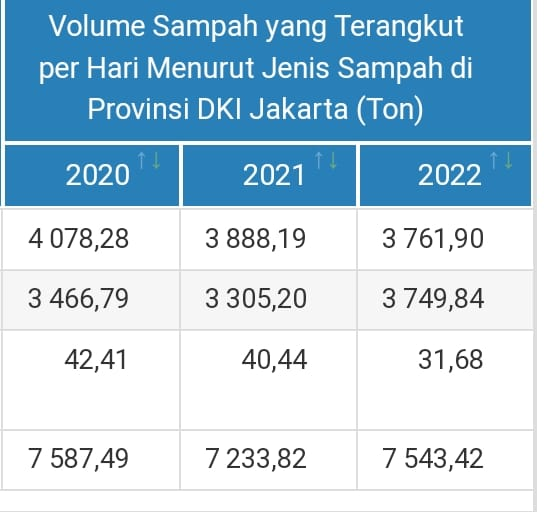 Volume Sampah yang Terangkut
per Hari Menurut Jenis Sampah di
Provinsi DKI Jakarta (Ton)
2020 ↑↓ 2021 ↑↓ 2022 ↑↓
4 078,28 3 888,19 3 761,90
3 466,79 3 305,20 3 749,84
42,41 40,44 31,68
7 587,49 7 233,82 7 543,42